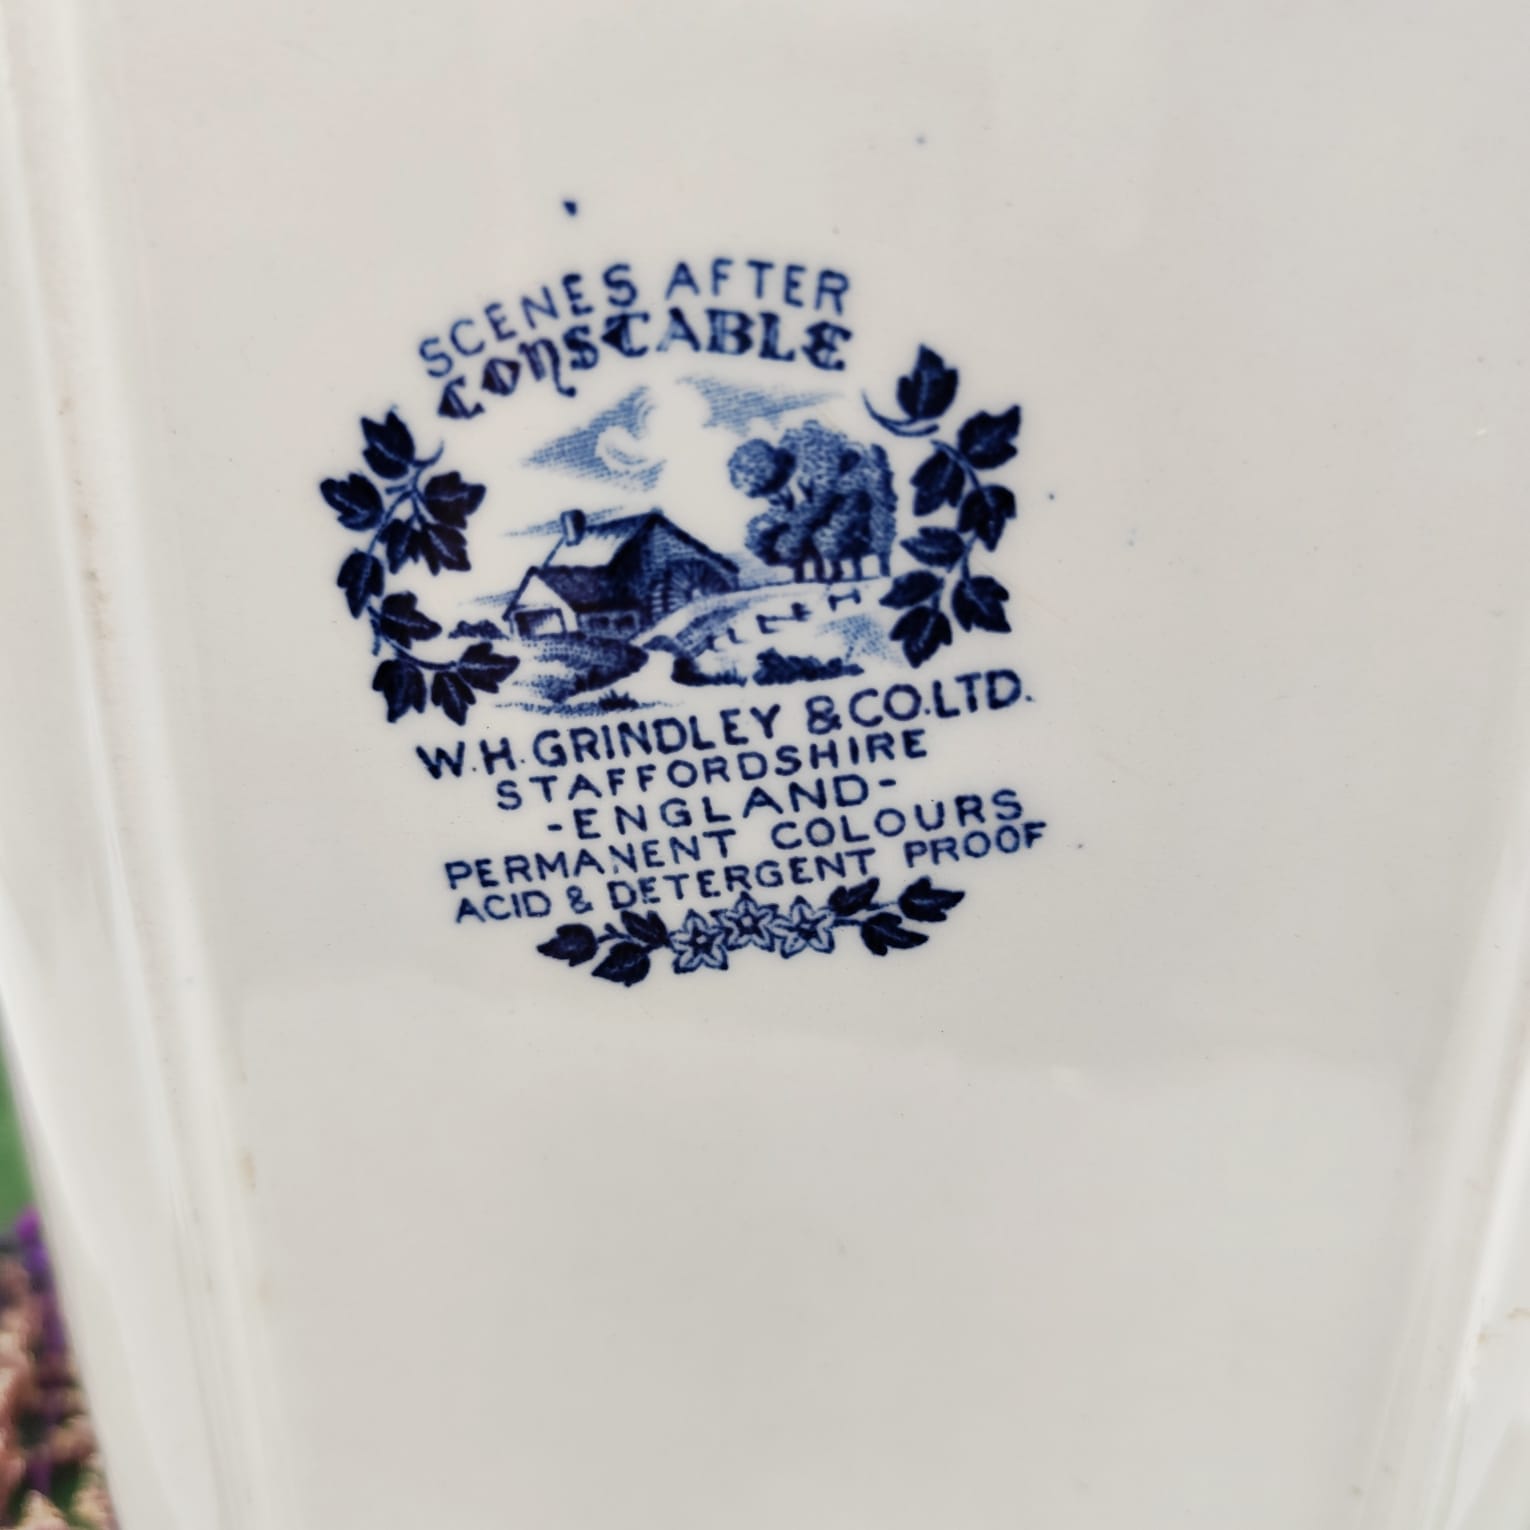 SCENES AFTER
CONSTABLE
W.H. GRINDLEY & CO. LTD.
STAFFORDSHIRE
-ENGLAND-
PERMANENT COLOURS
ACID & DETERGENT PROOF